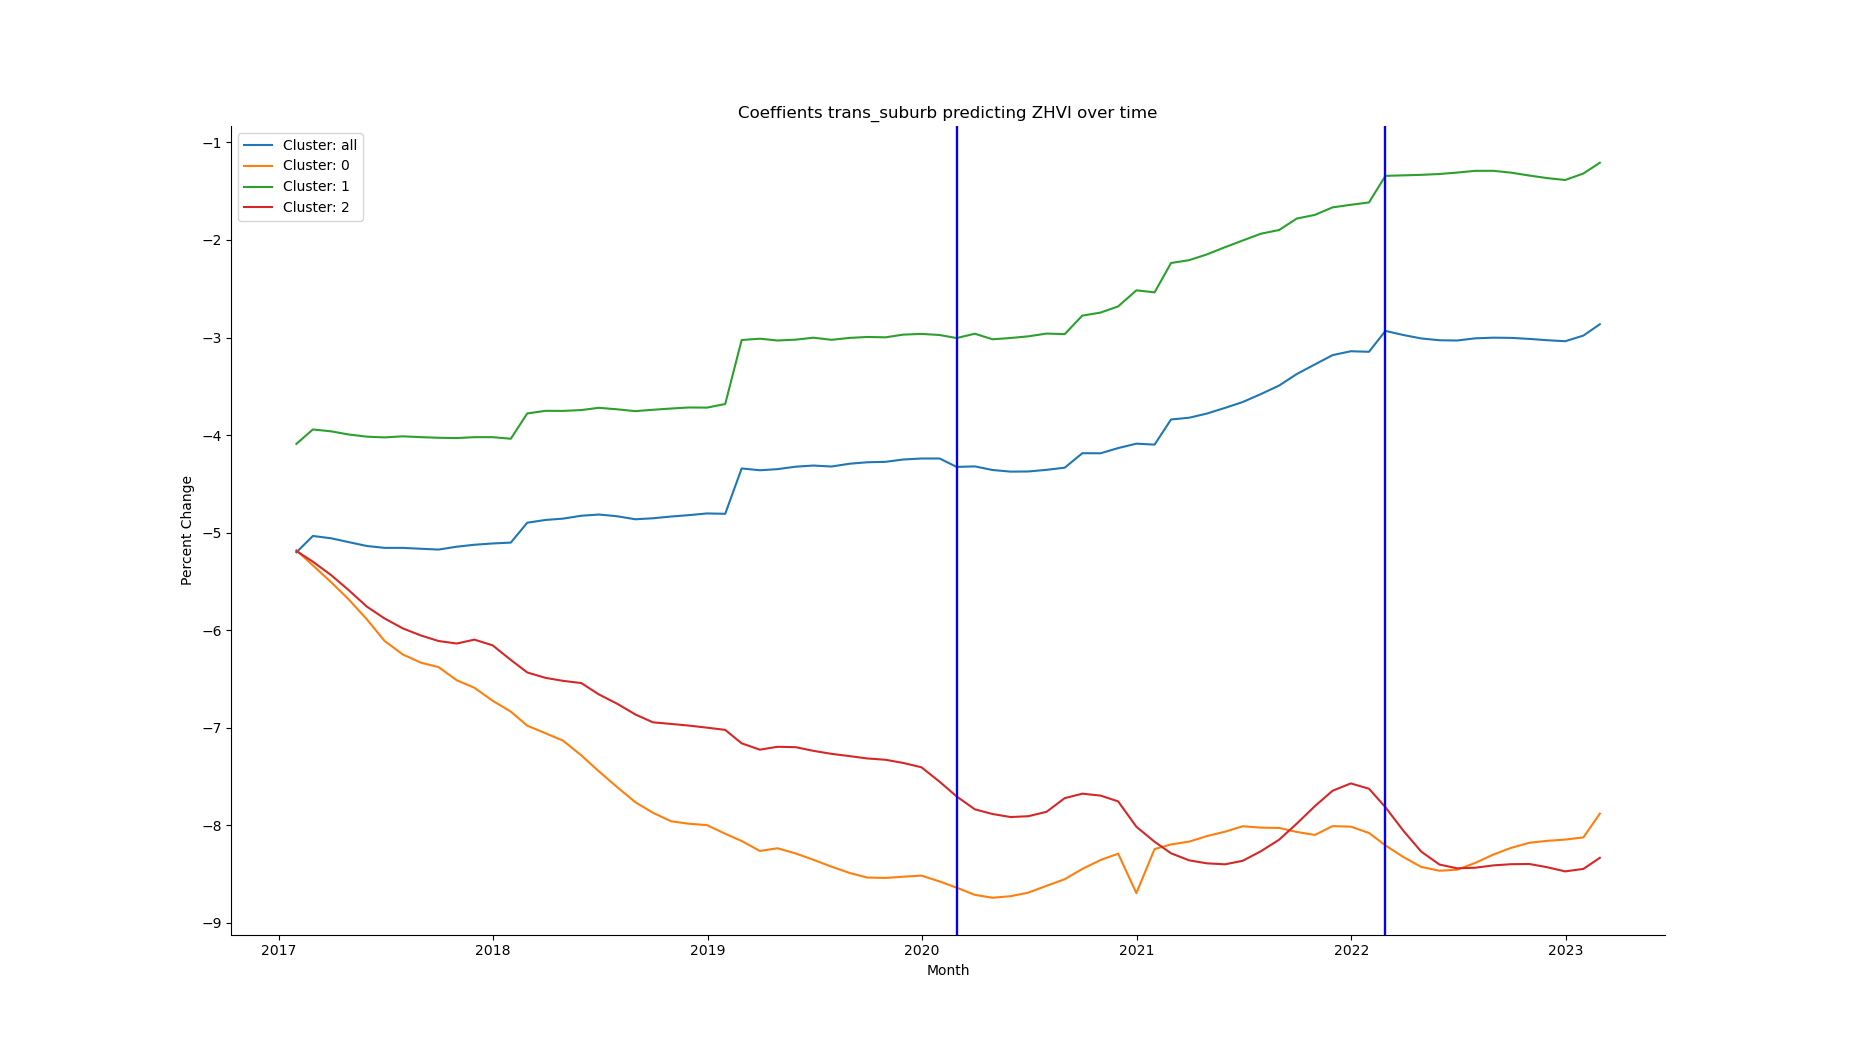 Coeffients trans_suburb predicting ZHVI over time
Cluster: all
Cluster: 0
Cluster: 1
Cluster: 2
−1
−2
−3
−4
−5
−6
−7
−8
−9
Percent Change
2017 2018 2019 2020 2021 2022 2023
Month